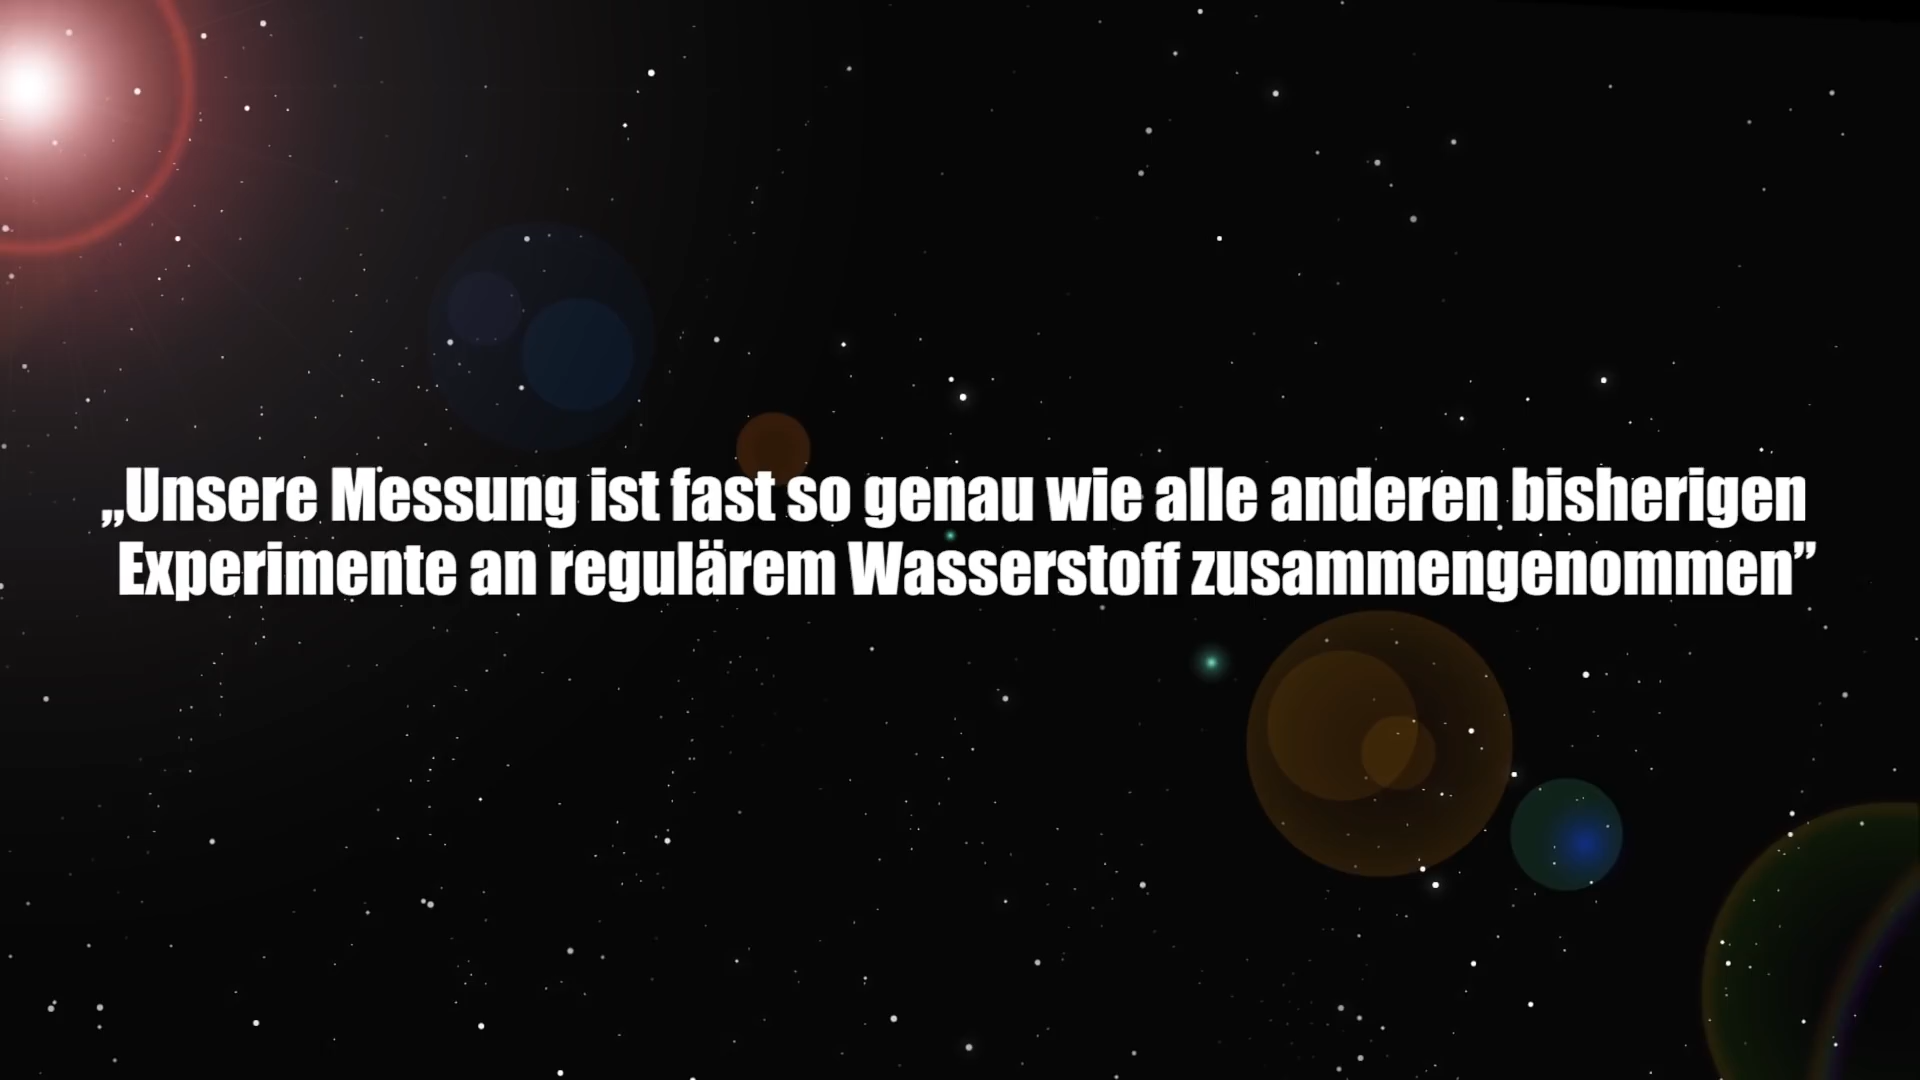 „Unsere Messung ist fast so genau wie alle anderen bisherigen
Experimente an regulärem Wasserstoff zusammengenommen”